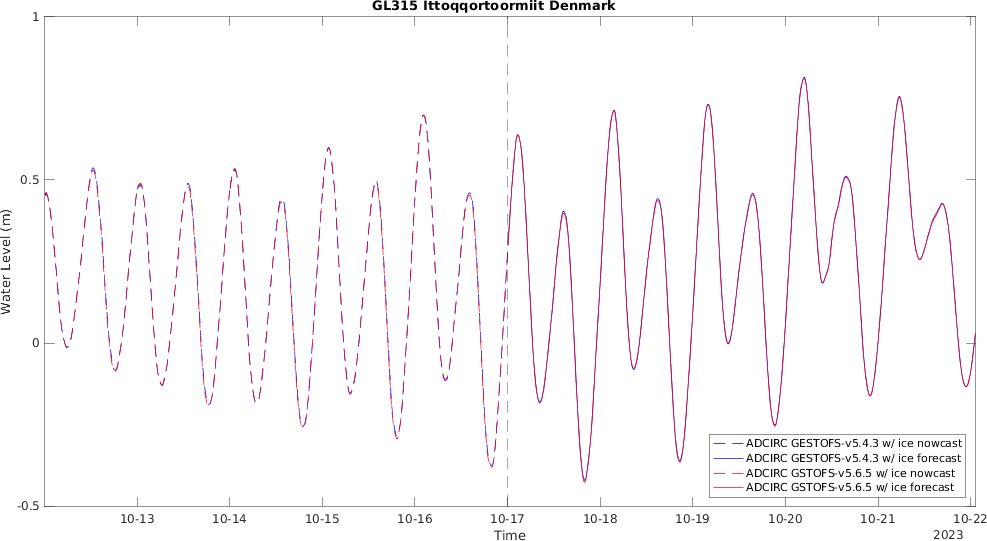 GL315 Ittoqqortoormiit Denmark
1
0.5
0
-0.5
Water Level (m)
ADCIRC GESTOFS-v5.4.3 w/ ice nowcast
ADCIRC GESTOFS-v5.4.3 w/ ice forecast
ADCIRC GSTOFS-v5.6.5 w/ ice nowcast
ADCIRC GSTOFS-v5.6.5 w/ ice forecast
10-13 10-14 10-15 10-16 10-17 10-18 10-19 10-20 10-21 10-22
Time
2023